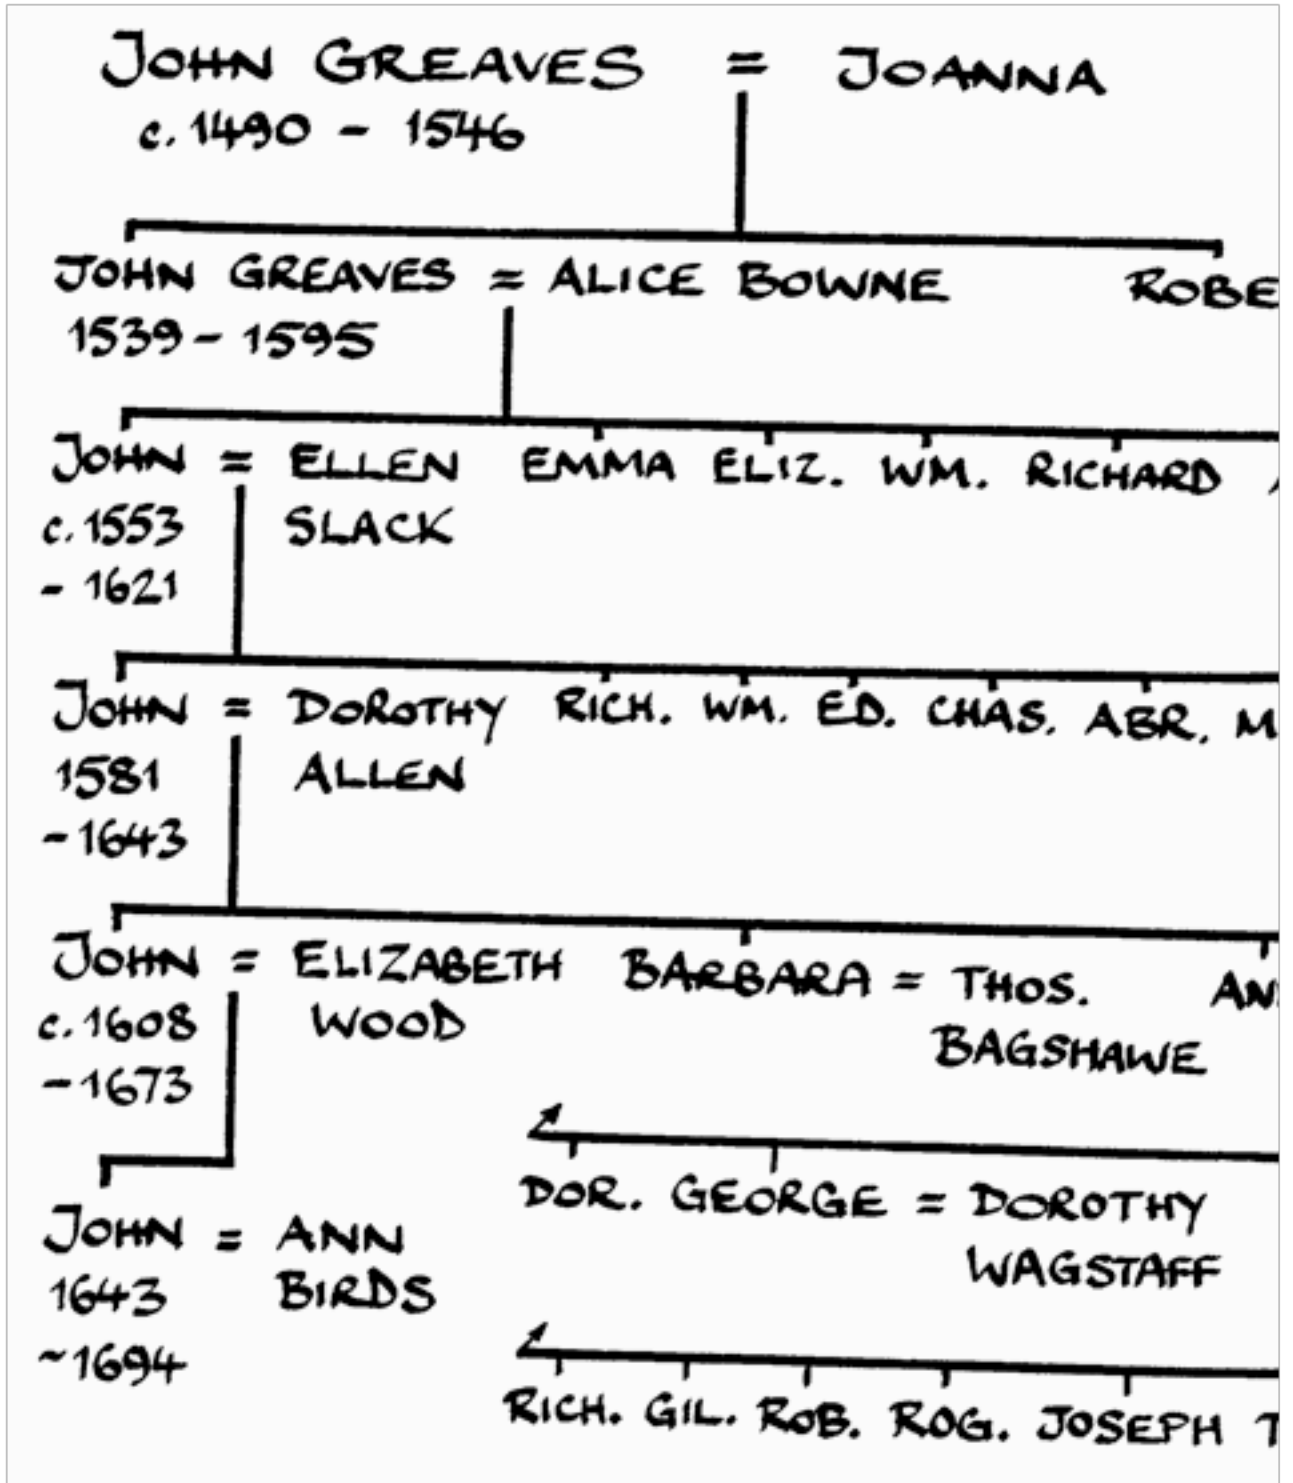 JOHN GREAVES = JOANNA
c. 1490 - 1546
JOHN GREAVES = ALICE BOWNE ROBE
1539 - 1595
JOHN = ELLEN EMMA ELIZ. WM. RICHARD
c. 1553 SLACK
- 1621
JOHN = DOROTHY RICH. WM. ED. CHAS. ABR. M
1581 ALLEN
- 1643
JOHN = ELIZABETH BARBARA = THOS. AN
c. 1608 WOOD BAGSHAWE
- 1673
DOR. GEORGE = DOROTHY
JOHN = ANN WAGSTAFF
1643 BIRDS
~1694
RICH. GIL. ROB. ROG. JOSEPH T